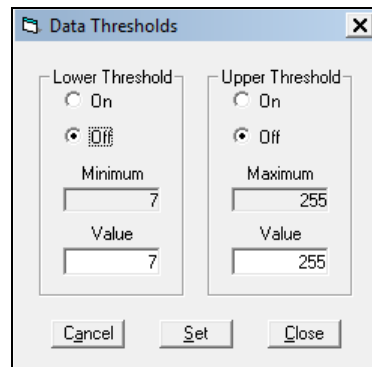 Data Thresholds
Lower Threshold Upper Threshold
On On
Off Off
Minimum Maximum
7 255
Value Value
7 255
Cancel Set Close